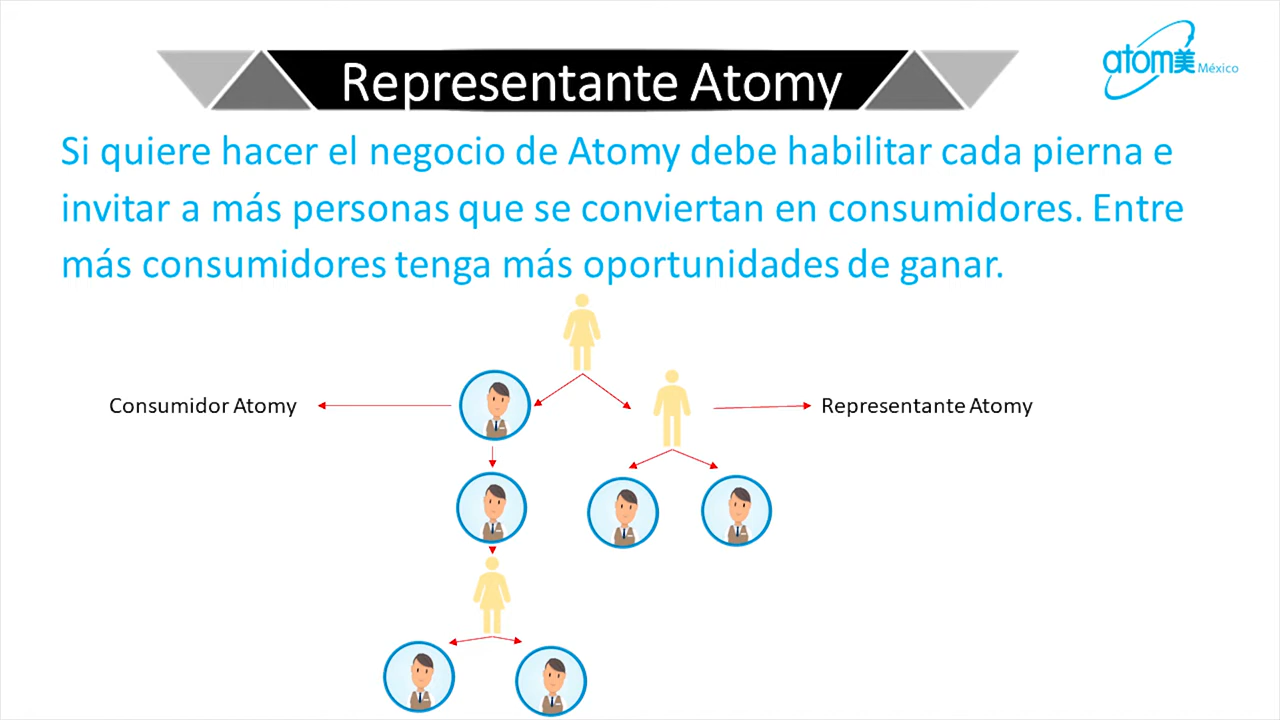 Representante Atomy
atom美 México
Si quiere hacer el negocio de Atomy debe habilitar cada pierna e
invitar a más personas que se conviertan en consumidores. Entre
más consumidores tenga más oportunidades de ganar.
Consumidor Atomy
Representante Atomy